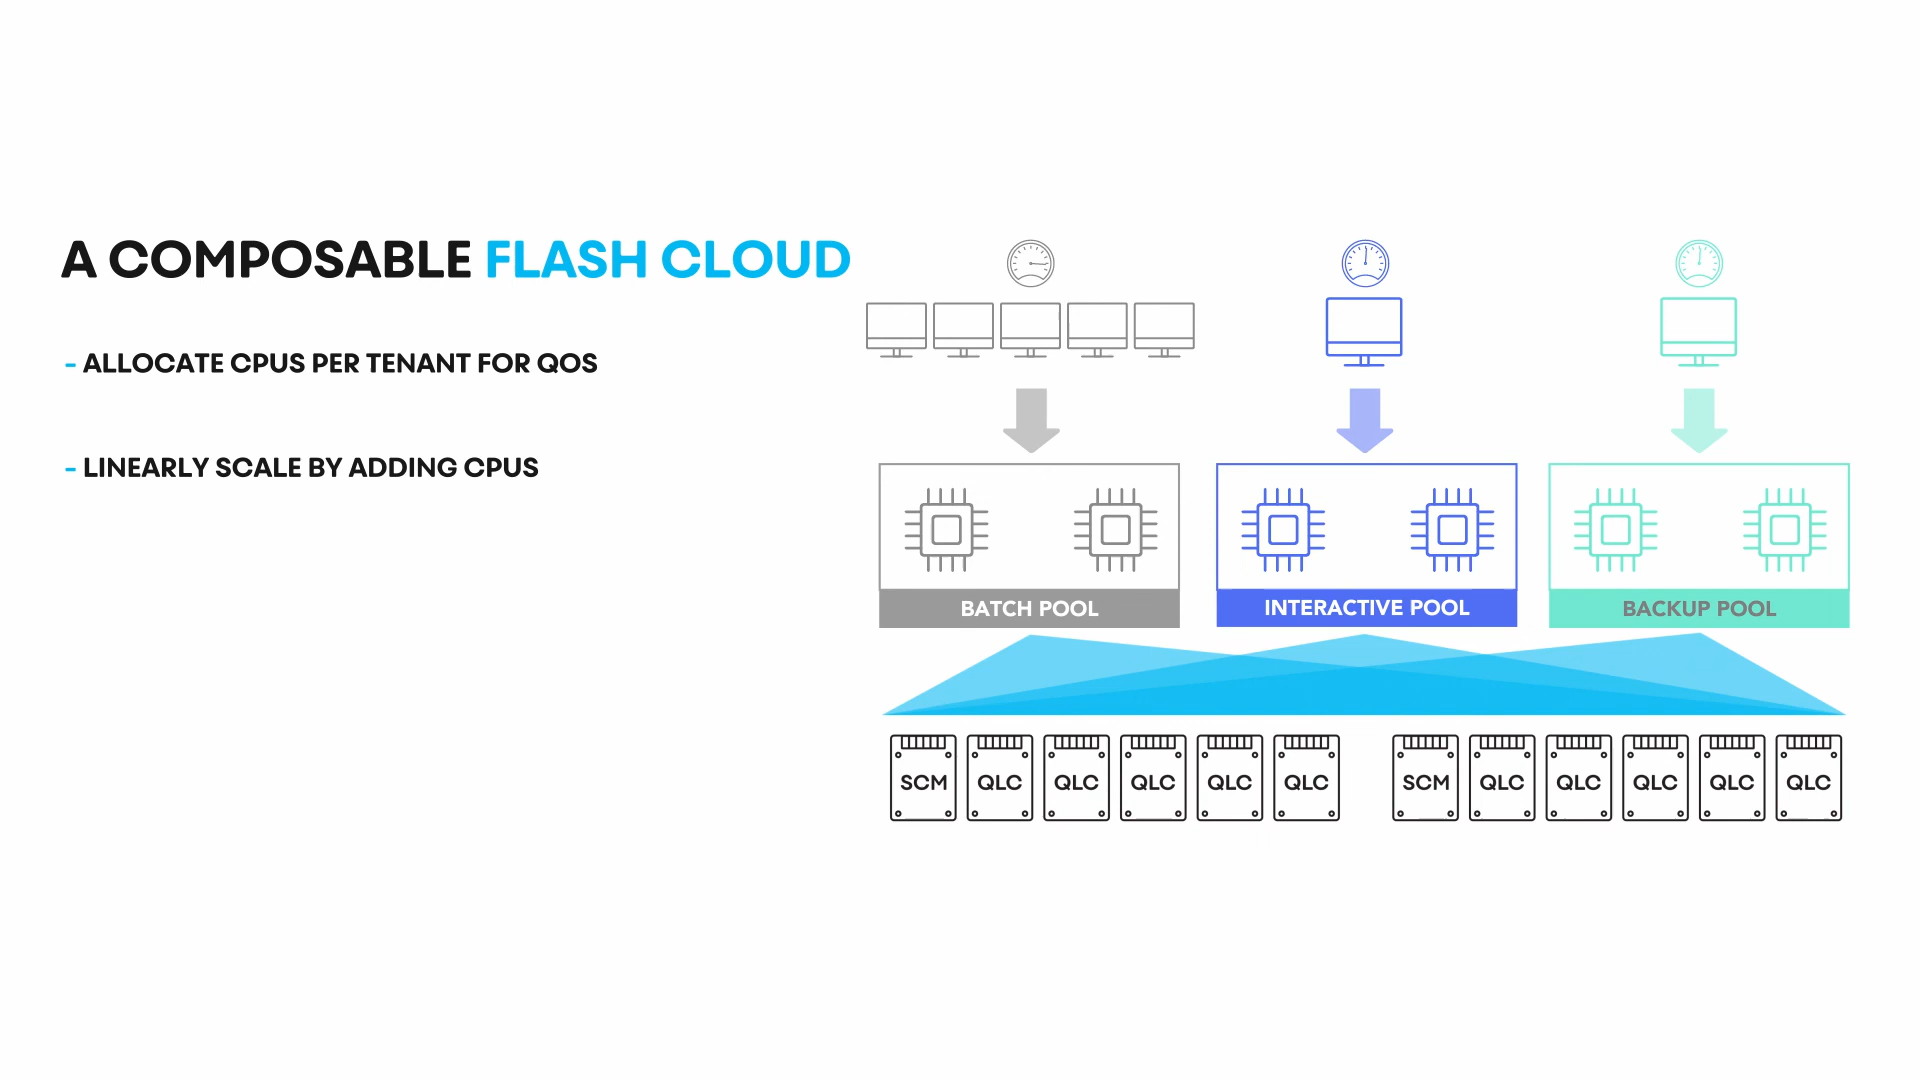 A COMPOSABLE FLASH CLOUD
- ALLOCATE CPUS PER TENANT FOR QOS
- LINEARLY SCALE BY ADDING CPUS
BATCH POOL
INTERACTIVE POOL
BACKUP POOL
SCM QLC QLC QLC QLC QLC SCM QLC QLC QLC QLC QLC